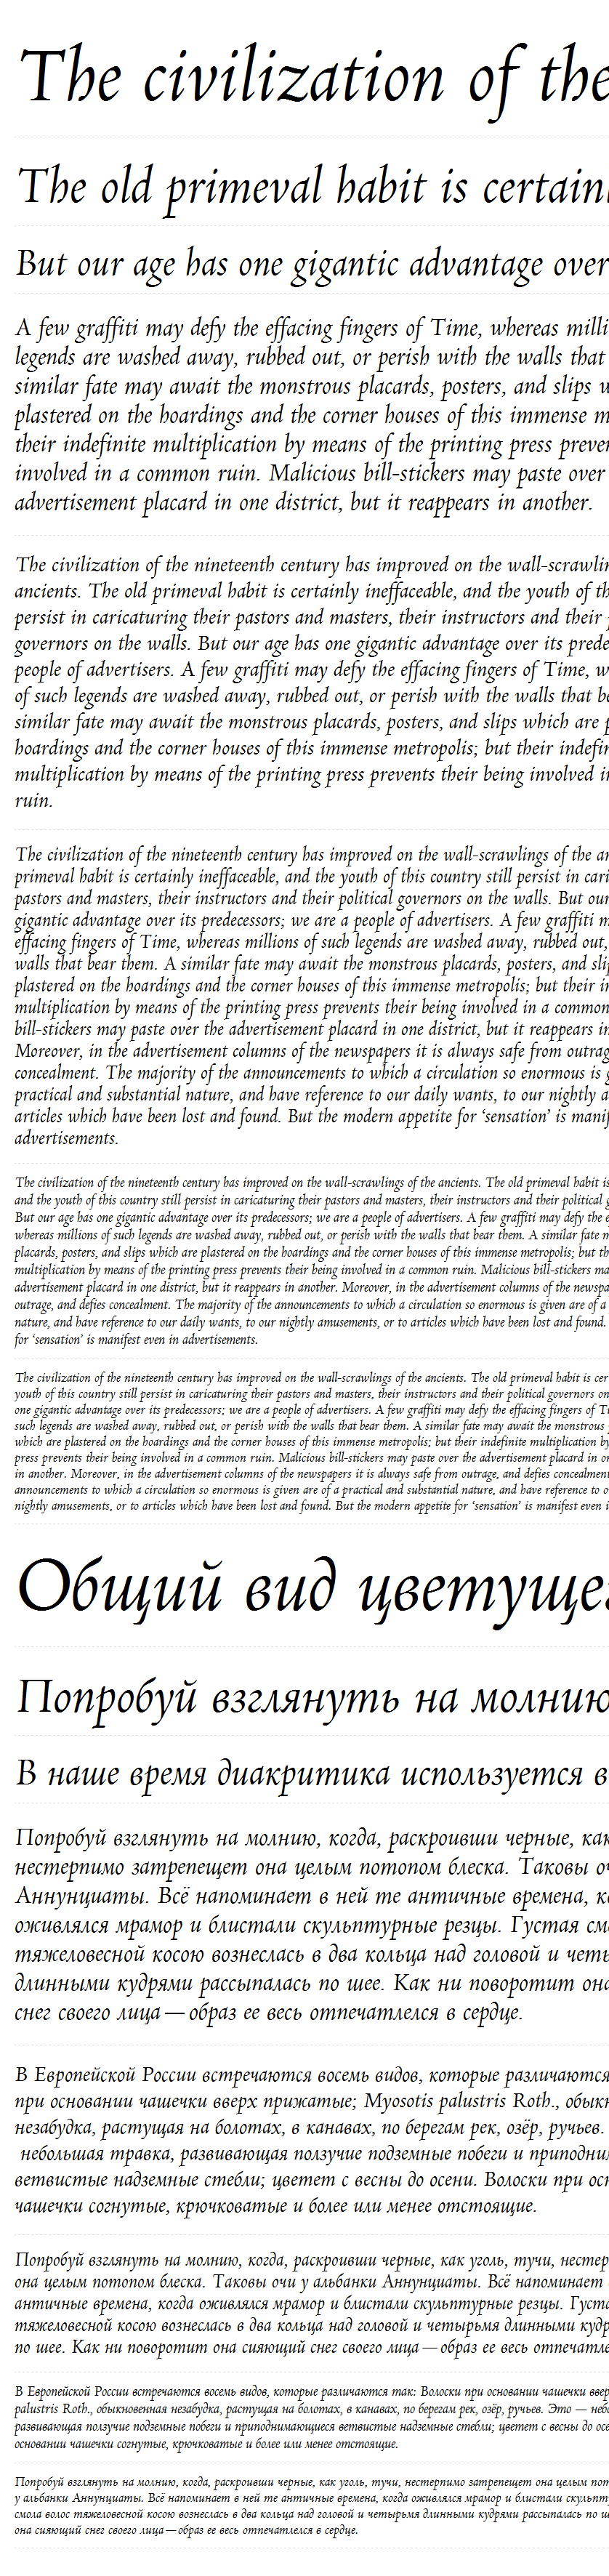 The civilization of the
The old primeval habit is certainl
But our age has one gigantic advantage over
A few graffiti may defy the effacing fingers of Time, whereas milli
legends are washed away, rubbed out, or perish with the walls that
similar fate may await the monstrous placards, posters, and slips w
plastered on the hoardings and the corner houses of this immense m
their indefinite multiplication by means of the printing press preven
involved in a common ruin. Malicious bill-stickers may paste over
advertisement placard in one district, but it reappears in another.
The civilization of the nineteenth century has improved on the wall-scrawlin
ancients. The old primeval habit is certainly ineffaceable, and the youth of th
persist in caricaturing their pastors and masters, their instructors and their p
governors on the walls. But our age has one gigantic advantage over its prede
people of advertisers. A few graffiti may defy the effacing fingers of Time, w
of such legends are washed away, rubbed out, or perish with the walls that be
similar fate may await the monstrous placards, posters, and slips which are p
hoardings and the corner houses of this immense metropolis; but their indefin
multiplication by means of the printing press prevents their being involved in
ruin.
The civilization of the nineteenth century has improved on the wall-scrawlings of the an
primeval habit is certainly ineffaceable, and the youth of this country still persist in cari
pastors and masters, their instructors and their political governors on the walls. But our
gigantic advantage over its predecessors; we are a people of advertisers. A few graffiti m
effacing fingers of Time, whereas millions of such legends are washed away, rubbed out,
walls that bear them. A similar fate may await the monstrous placards, posters, and slip
plastered on the hoardings and the corner houses of this immense metropolis; but their in
multiplication by means of the printing press prevents their being involved in a common
bill-stickers may paste over the advertisement placard in one district, but it reappears in
Moreover, in the advertisement columns of the newspapers it is always safe from outrag
concealment. The majority of the announcements to which a circulation so enormous is g
practical and substantial nature, and have reference to our daily wants, to our nightly a
articles which have been lost and found. But the modern appetite for ‘sensation’ is manif
advertisements.
The civilization of the nineteenth century has improved on the wall-scrawlings of the ancients. The old primeval habit is
and the youth of this country still persist in caricaturing their pastors and masters, their instructors and their political g
But our age has one gigantic advantage over its predecessors; we are a people of advertisers. A few graffiti may defy the e
whereas millions of such legends are washed away, rubbed out, or perish with the walls that bear them. A similar fate m
placards, posters, and slips which are plastered on the hoardings and the corner houses of this immense metropolis; but th
multiplication by means of the printing press prevents their being involved in a common ruin. Malicious bill-stickers ma
advertisement placard in one district, but it reappears in another. Moreover, in the advertisement columns of the newspa
outrage, and defies concealment. The majority of the announcements to which a circulation so enormous is given are of a
nature, and have reference to our daily wants, to our nightly amusements, or to articles which have been lost and found.
for ‘sensation’ is manifest even in advertisements.
The civilization of the nineteenth century has improved on the wall-scrawlings of the ancients. The old primeval habit is cer
youth of this country still persist in caricaturing their pastors and masters, their instructors and their political governors on
one gigantic advantage over its predecessors; we are a people of advertisers. A few graffiti may defy the effacing fingers of Ti
such legends are washed away, rubbed out, or perish with the walls that bear them. A similar fate may await the monstrous
which are plastered on the hoardings and the corner houses of this immense metropolis; but their indefinite multiplication by
press prevents their being involved in a common ruin. Malicious bill-stickers may paste over the advertisement placard in on
in another. Moreover, in the advertisement columns of the newspapers it is always safe from outrage, and defies concealment
announcements to which a circulation so enormous is given are of a practical and substantial nature, and have reference to o
nightly amusements, or to articles which have been lost and found. But the modern appetite for ‘sensation’ is manifest even i
Общий вид цветуще
Попробуй взглянуть на молнию
В наше время диакритика используется в
Попробуй взглянуть на молнию, когда, раскроивши черные, как
нестерпимо затрепещет она целым потопом блеска. Таковы оч
Аннунциаты. Всё напоминает в ней те античные времена, ко
оживлялся мрамор и блистали скульптурные резцы. Густая смо
тяжеловесной косою вознеслась в два кольца над головой и четь
длинными кудрями рассыпалась по шее. Как ни поворотит она
снег своего лица — образ ее весь отпечатлелся в сердце.
В Европейской России встречаются восемь видов, которые различаются
при основании чашечки вверх прижатые; Myosotis palustris Roth., обыкн
незабудка, растущая на болотах, в канавах, по берегам рек, озёр, ручьев.
небольшая травка, развивающая ползучие подземные побеги и приподним
ветвистые надземные стебли; цветет с весны до осени. Волоски при осн
чашечки согнутые, крючковатые и более или менее отстоящие.
Попробуй взглянуть на молнию, когда, раскроивши черные, как уголь, тучи, нестер
она целым потопом блеска. Таковы очи у альбанки Аннунциаты. Всё напоминает
античные времена, когда оживлялся мрамор и блистали скульптурные резцы. Густа
тяжеловесной косою вознеслась в два кольца над головой и четырьмя длинными кудр
по шее. Как ни поворотит она сияющий снег своего лица — образ ее весь отпечатле
В Европейской России встречаются восемь видов, которые различаются так: Волоски при основании чашечки ввер
palustris Roth., обыкновенная незабудка, растущая на болотах, в канавах, по берегам рек, озёр, ручьев. Это — небо
развивающая ползучие подземные побеги и приподнимающиеся ветвистые надземные стебли; цветет с весны до осе
основании чашечки согнутые, крючковатые и более или менее отстоящие.
Попробуй взглянуть на молнию, когда, раскроивши черные, как уголь, тучи, нестерпимо затрепещет она целым пот
у альбанки Аннунциаты. Всё напоминает в ней те античные времена, когда оживлялся мрамор и блистали скульпт
смола волос тяжеловесной косою вознеслась в два кольца над головой и четырьмя длинными кудрями рассыпалась по ш
она сияющий снег своего лица — образ ее весь отпечатлелся в сердце.